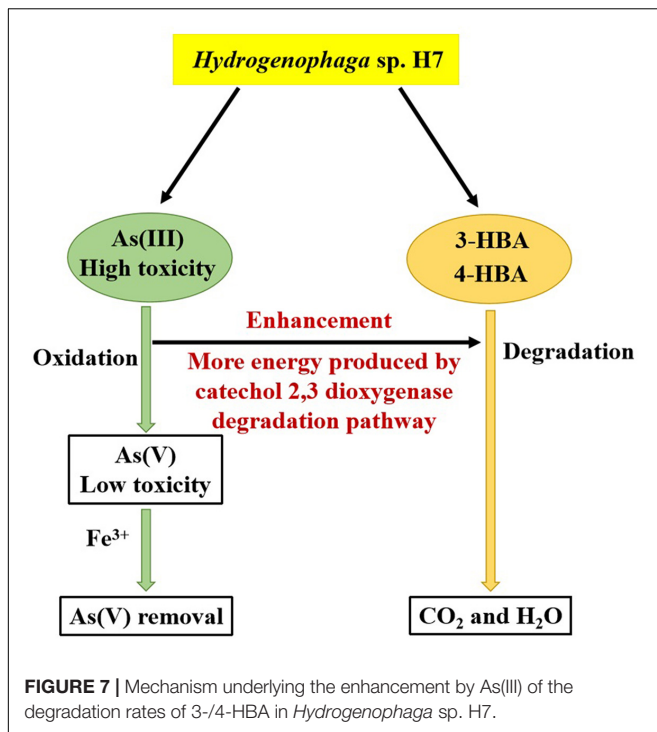 Hydrogenophaga sp. H7
As(III)
High toxicity
3-HBA
4-HBA
Enhancement
Oxidation
Degradation
More energy produced by
catechol 2,3 dioxygenase
degradation pathway
As(V)
Low toxicity
Fe³⁺
As(V) removal
CO₂ and H₂O
FIGURE 7 | Mechanism underlying the enhancement by As(III) of the
degradation rates of 3-/4-HBA in Hydrogenophaga sp. H7.